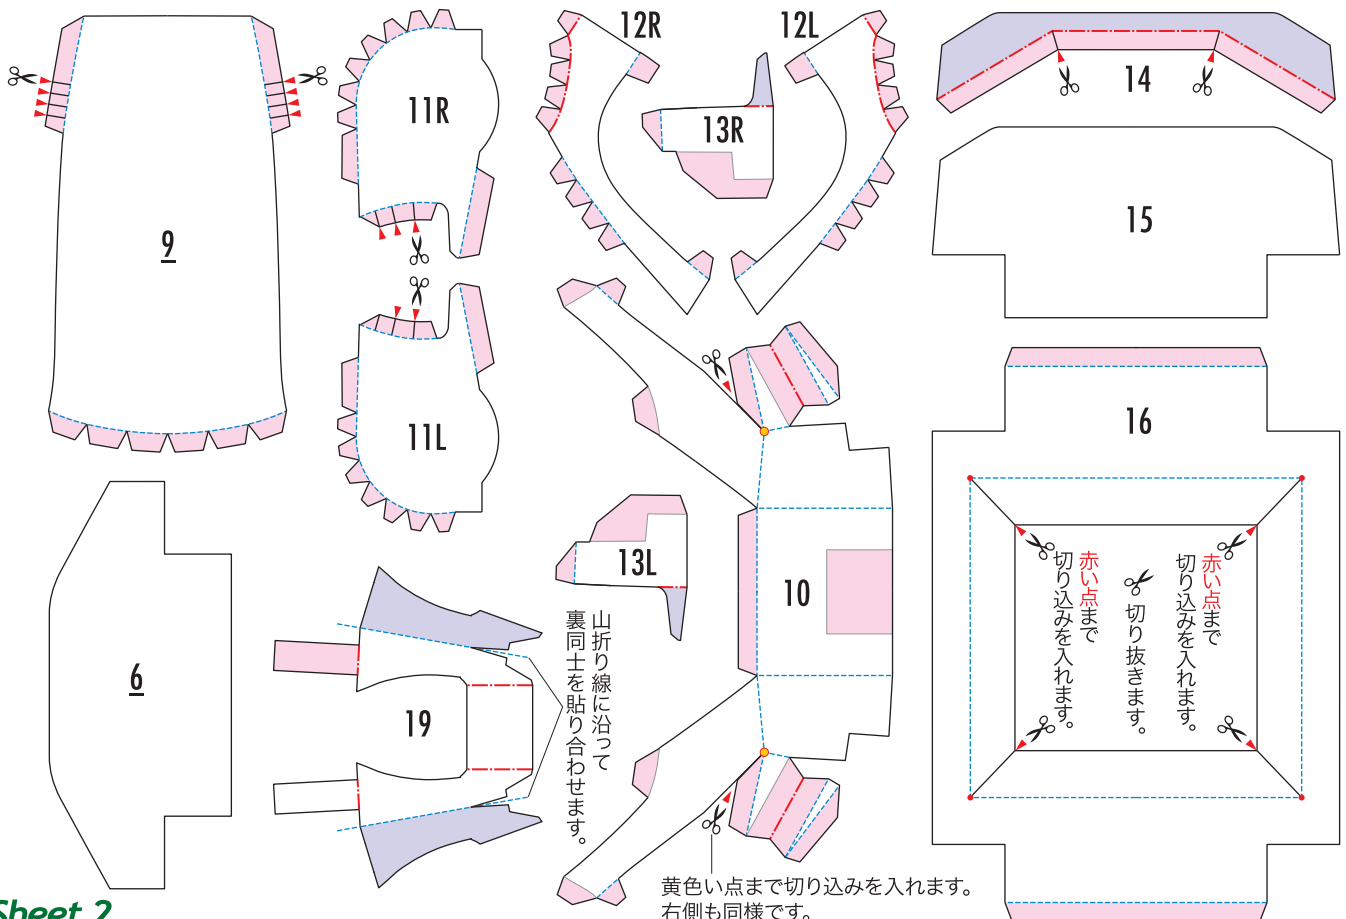 12R
12L
11R
13R
14
9
15
11L
16
13L
10
6
19
山折り線に沿って
裏同士を貼り合わせます。
赤い点まで
切り込みを入れます。
切り抜きます。
赤い点まで
切り込みを入れます。
黄色い点まで切り込みを入れます。
右側も同様です。
Sheet 2